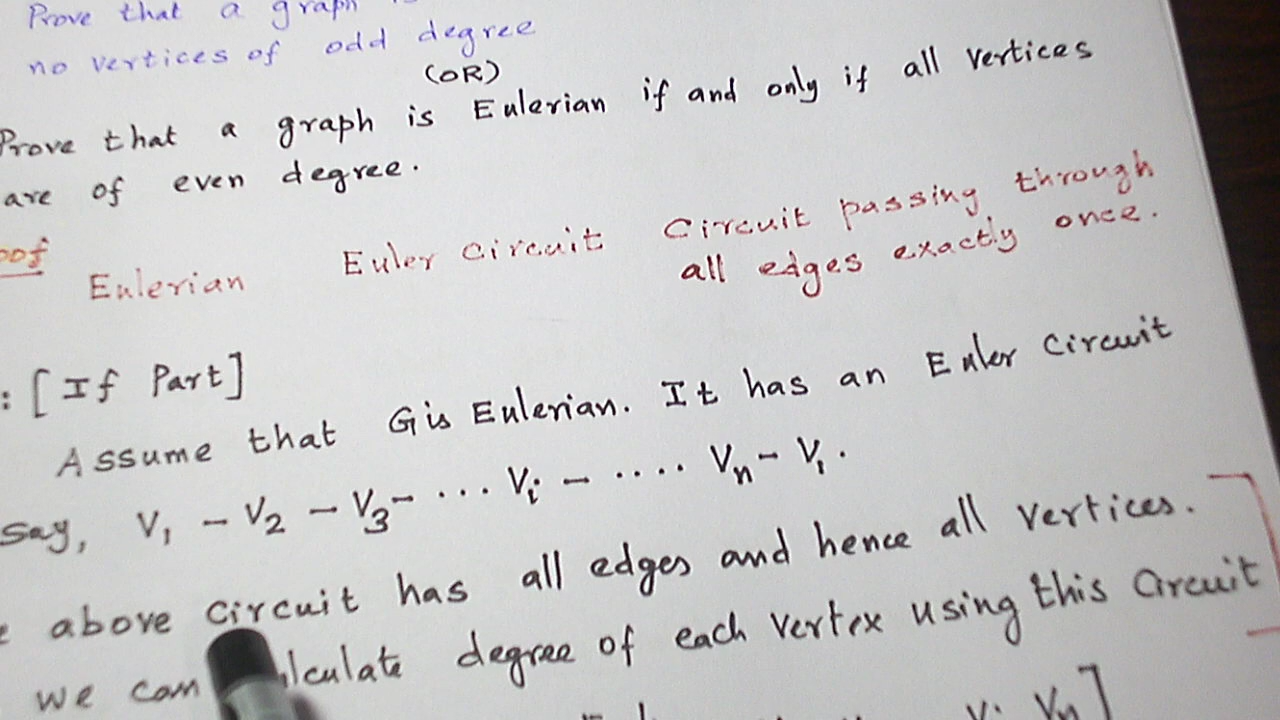 Prove that a graph
no vertices of odd degree
(OR)
Prove that a graph is Eulerian if and only if all vertices
are of even degree.
Eulerian Euler Circuit Circuit passing through
all edges exactly once.
: [If Part]
Assume that G is Eulerian. It has an Euler Circuit
say, V1 - V2 - V3 - ... Vi - .... Vn - V1.
above circuit has all edges and hence all vertices.
we can degree of each vertex using this Circuit
Vn]